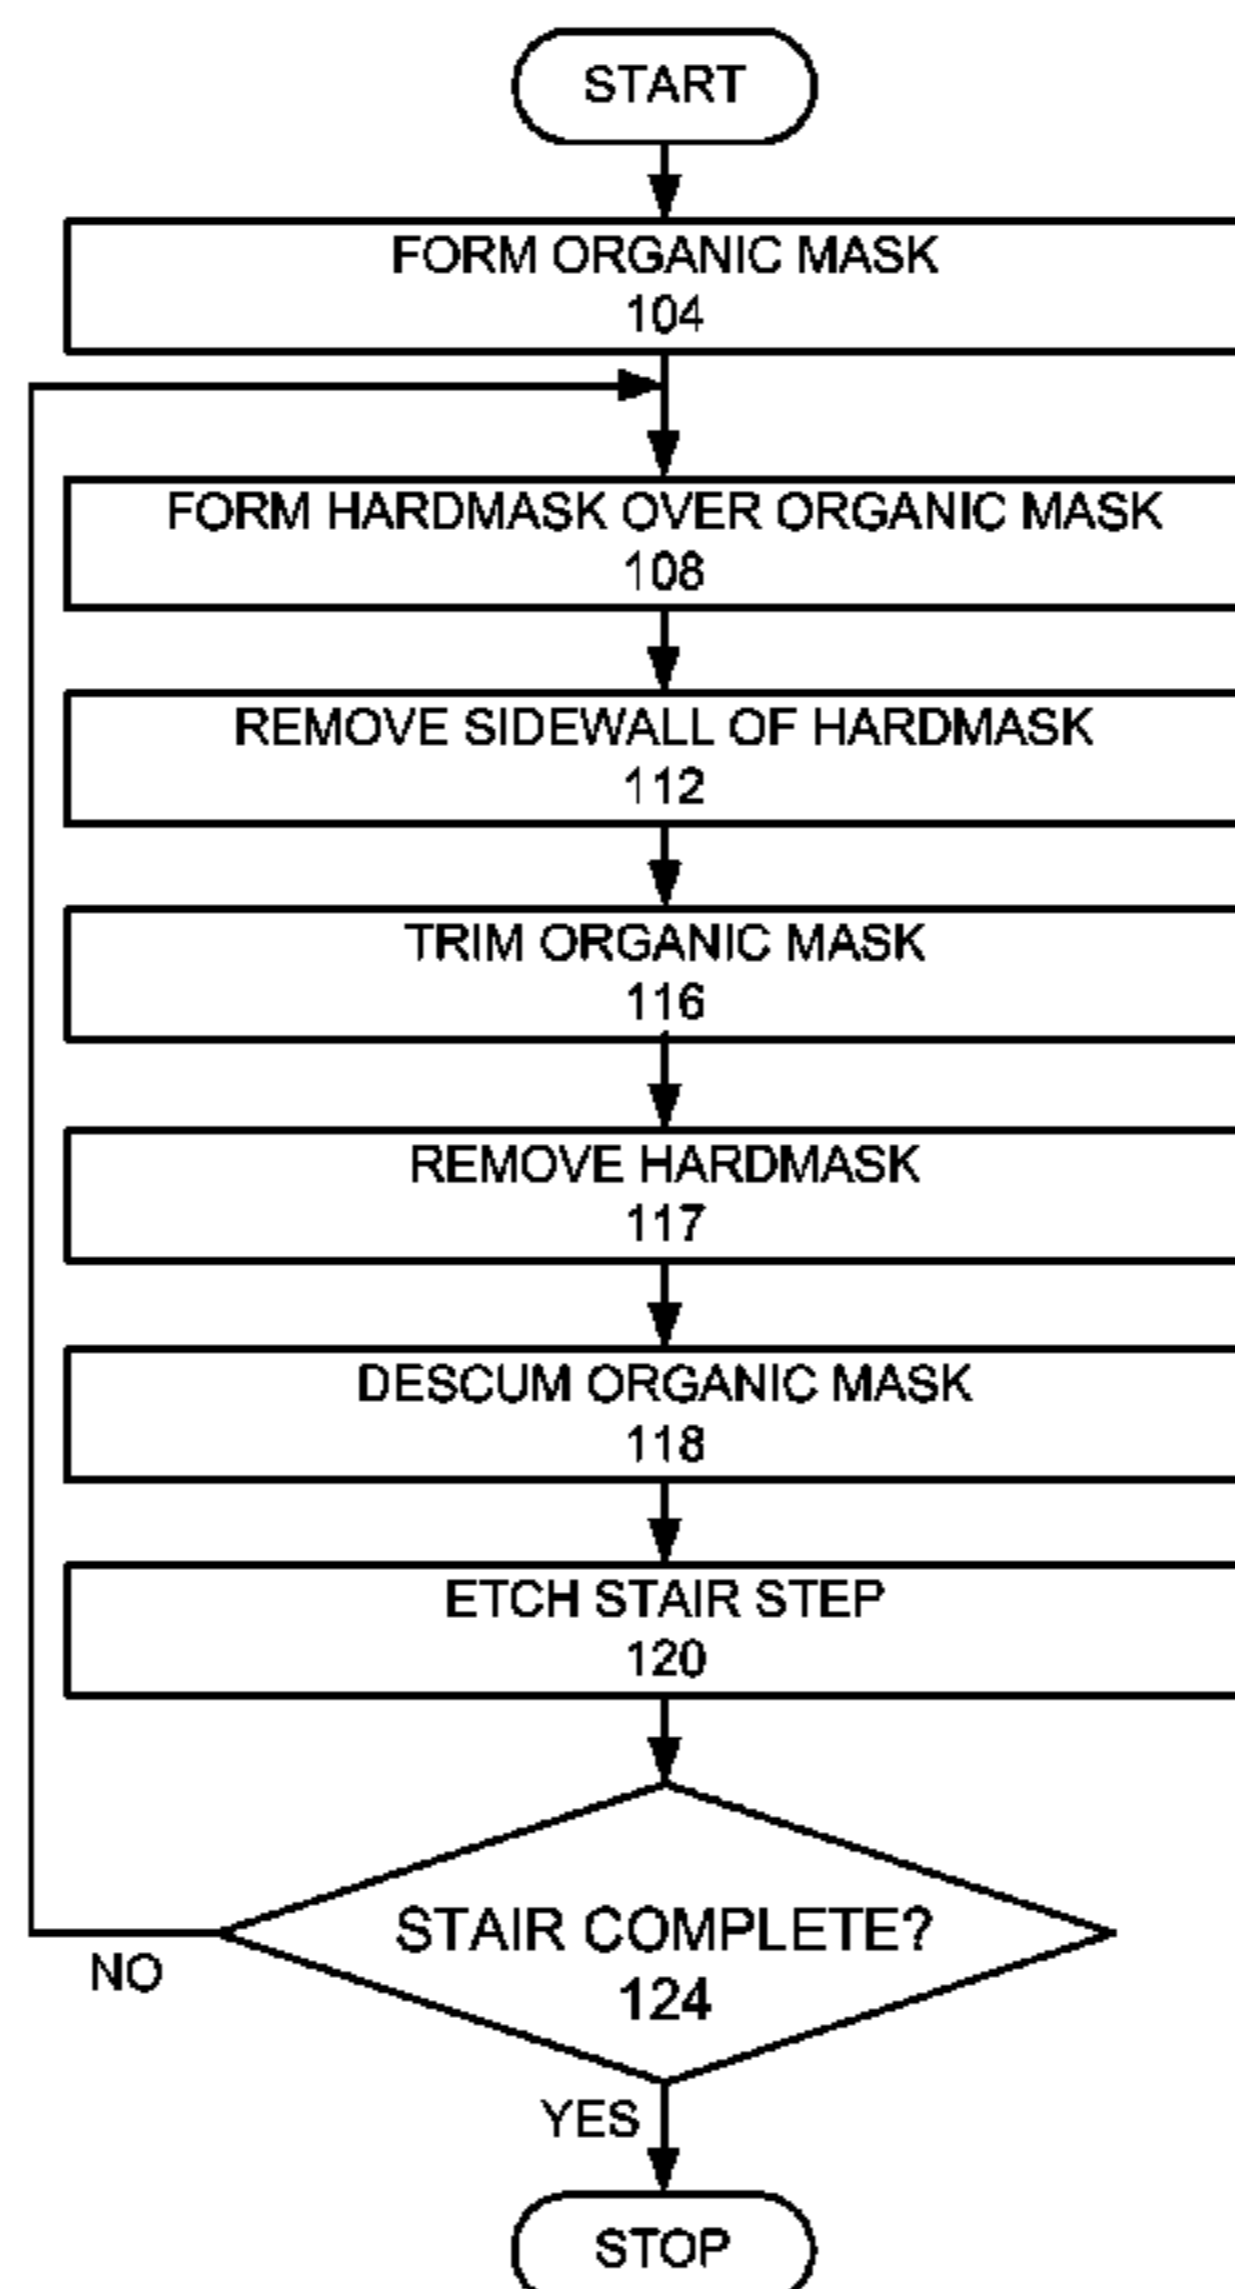 START
FORM ORGANIC MASK
104
FORM HARDMASK OVER ORGANIC MASK
108
REMOVE SIDEWALL OF HARDMASK
112
TRIM ORGANIC MASK
116
REMOVE HARDMASK
117
DESCUM ORGANIC MASK
118
ETCH STAIR STEP
120
STAIR COMPLETE?
124
NO
YES
STOP